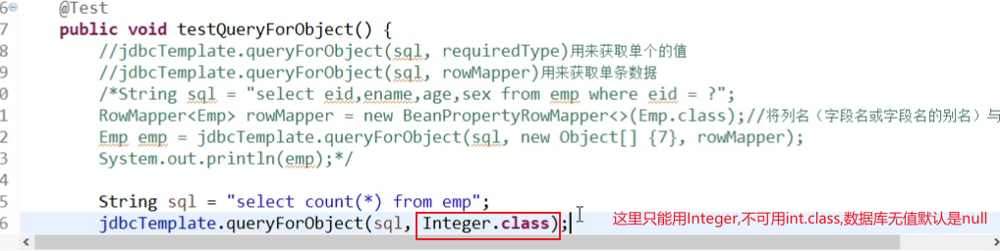 6 @Test
7 public void testQueryForObject() {
8 //jdbcTemplate.queryForObject(sql, requiredType)用来获取单个的值
9 //jdbcTemplate.queryForObject(sql, rowMapper)用来获取单条数据
0 /*String sql = "select eid,ename,age,sex from emp where eid = ?";
1 RowMapper<Emp> rowMapper = new BeanPropertyRowMapper<>(Emp.class);//将列名（字段名或字段名的别名）与
2 Emp emp = jdbcTemplate.queryForObject(sql, new Object[] {7}, rowMapper);
3 System.out.println(emp);*/
4
5 String sql = "select count(*) from emp";
6 jdbcTemplate.queryForObject(sql, Integer.class); 这里只能用Integer,不可用int.class,数据库无值默认是null